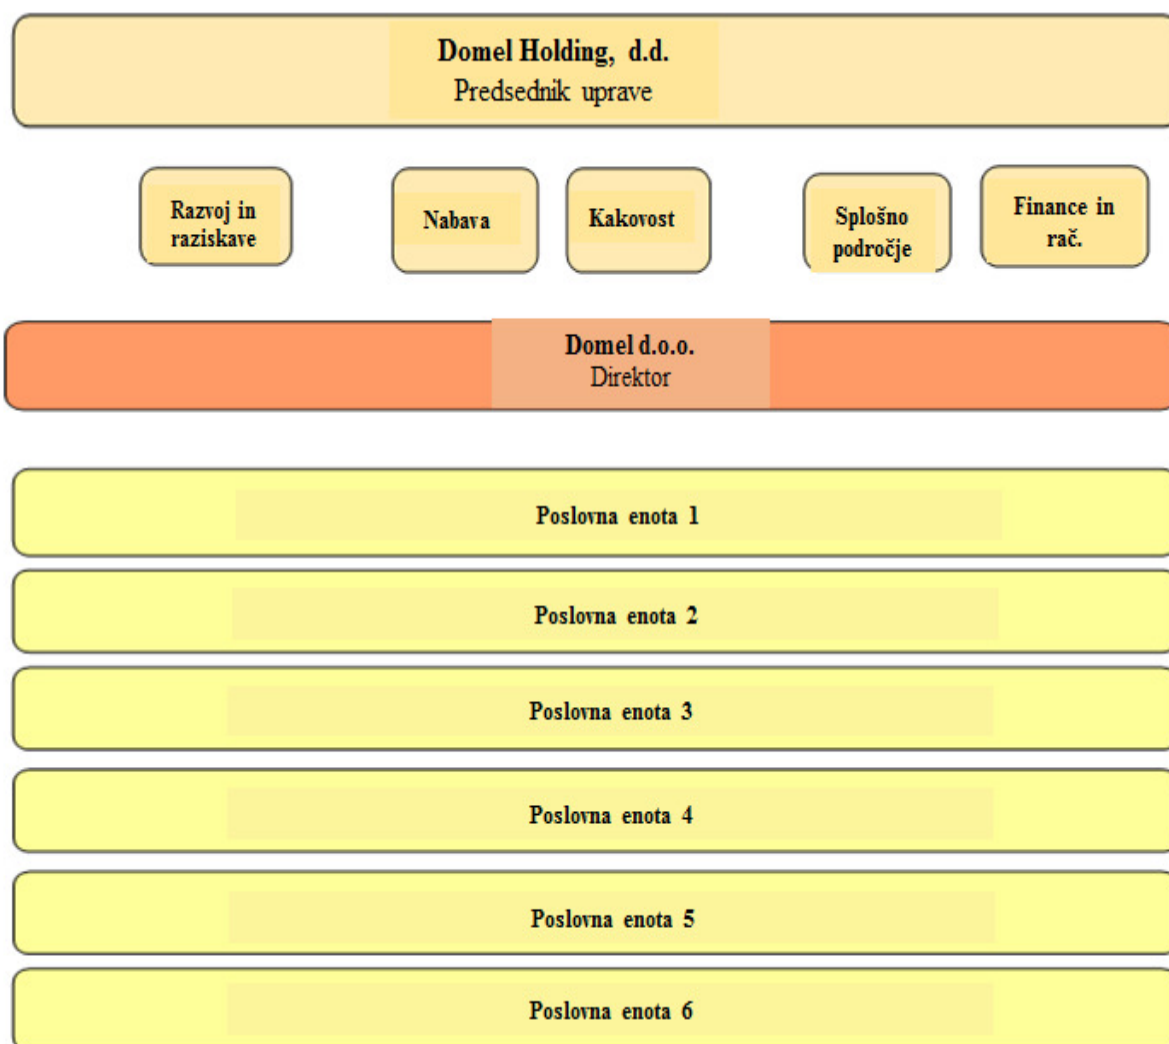 Domel Holding, d.d.
Predsednik uprave
Razvoj in
raziskave
Nabava
Kakovost
Splošno
področje
Finance in
rač.
Domel d.o.o.
Direktor
Poslovna enota 1
Poslovna enota 2
Poslovna enota 3
Poslovna enota 4
Poslovna enota 5
Poslovna enota 6